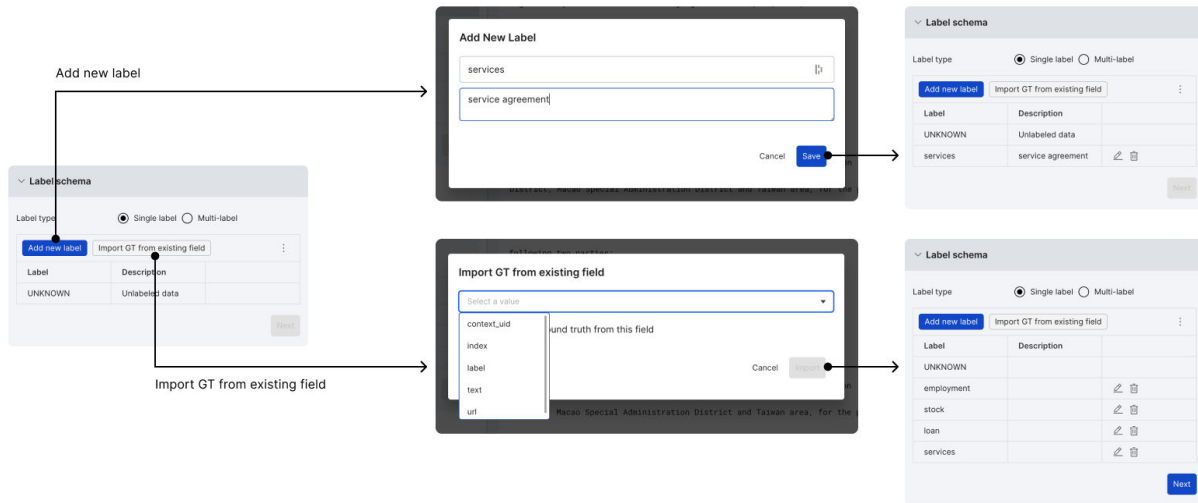 Add new label
Label schema
Label type
Single label
Multi-label
Add new label
Import GT from existing field
Label
Description
UNKNOWN
Unlabeled data
Next
Import GT from existing field
Add New Label
services
service agreement
Cancel
Save
District, Macao Special Administration District and Taiwan area, for the
following two parties:
Import GT from existing field
Select a value
context_uid
index
label
text
url
und truth from this field
Cancel
Import
Macao Special Administration District and Taiwan area, for the
Label schema
Label type
Single label
Multi-label
Add new label
Import GT from existing field
Label
Description
UNKNOWN
Unlabeled data
services
service agreement
Next
Label schema
Label type
Single label
Multi-label
Add new label
Import GT from existing field
Label
Description
UNKNOWN
employment
stock
loan
services
Next